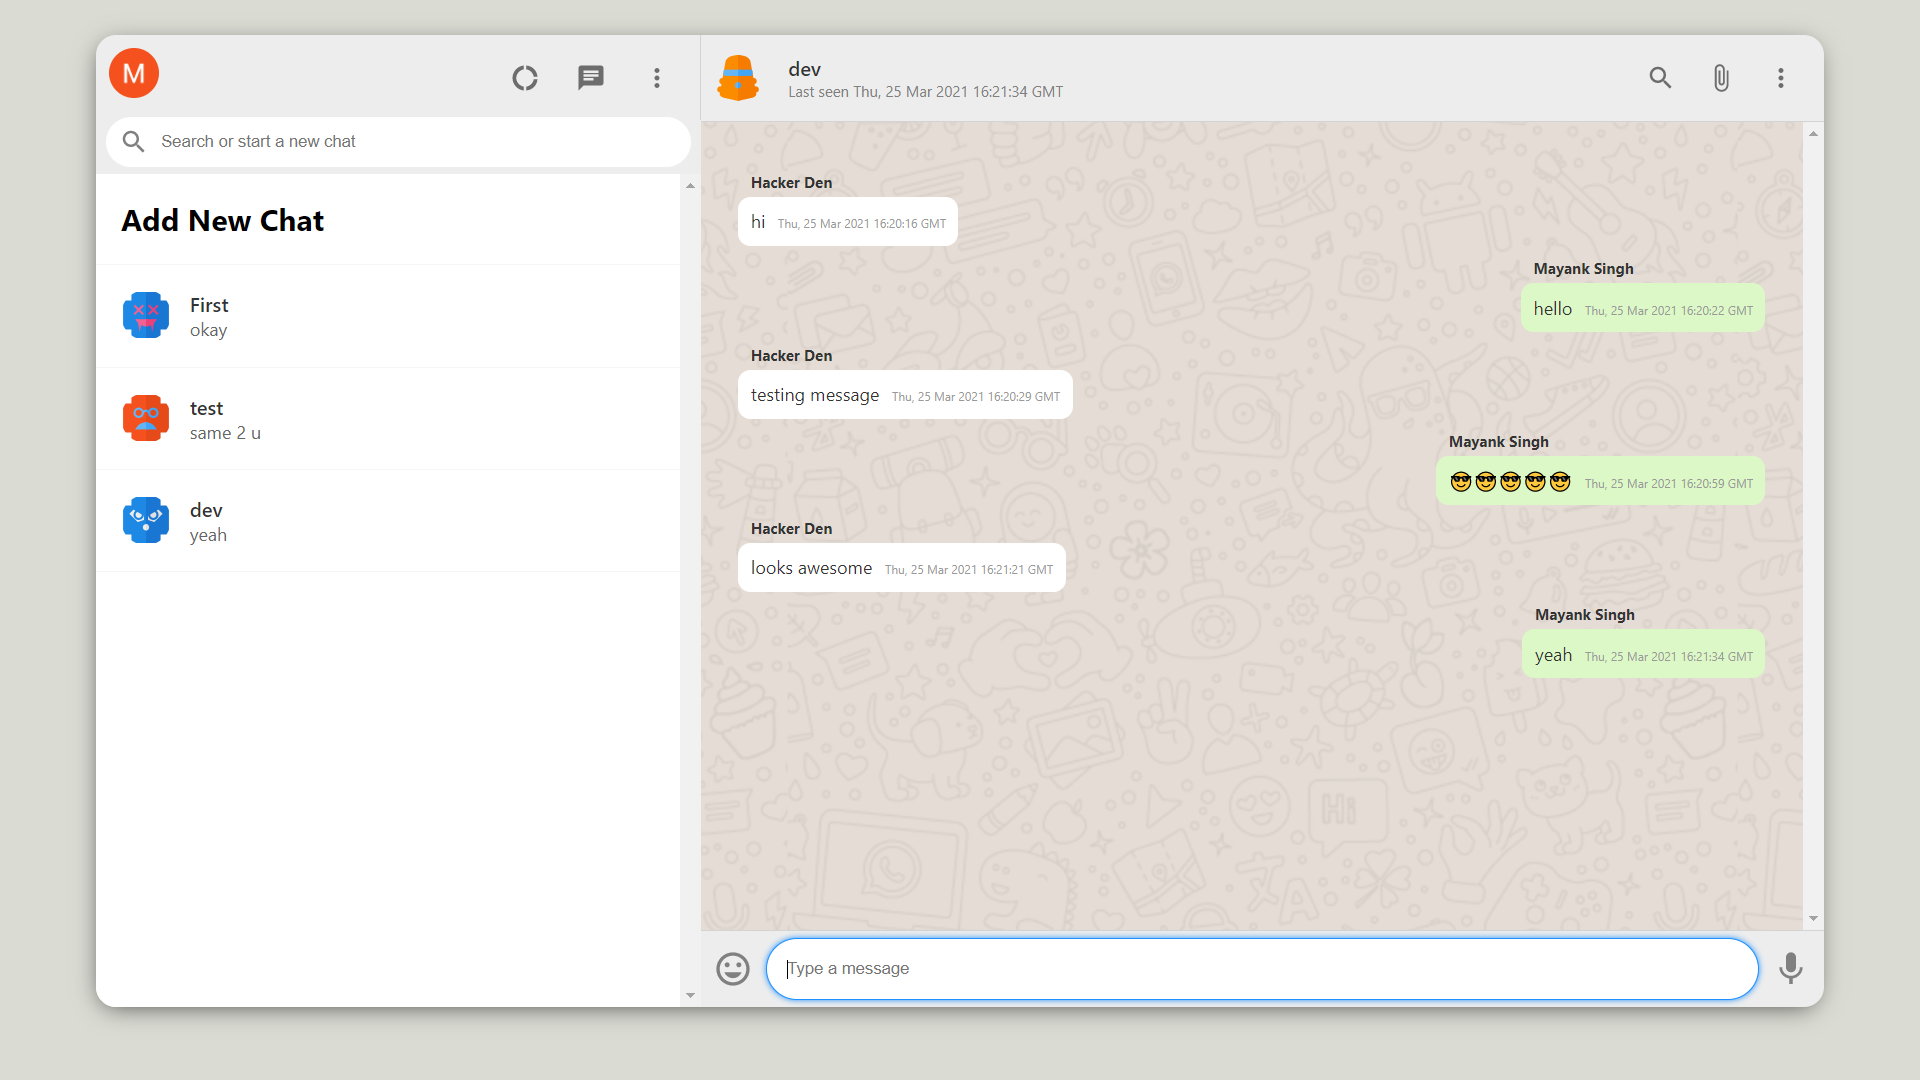 M
Search or start a new chat
Add New Chat
First
okay
test
same 2 u
dev
yeah
dev
Last seen Thu, 25 Mar 2021 16:21:34 GMT
Hacker Den
hi Thu, 25 Mar 2021 16:20:16 GMT
Mayank Singh
hello Thu, 25 Mar 2021 16:20:22 GMT
Hacker Den
testing message Thu, 25 Mar 2021 16:20:29 GMT
Mayank Singh
😎😎😎😎😎 Thu, 25 Mar 2021 16:20:59 GMT
Hacker Den
looks awesome Thu, 25 Mar 2021 16:21:21 GMT
Mayank Singh
yeah Thu, 25 Mar 2021 16:21:34 GMT
Hi
Type a message